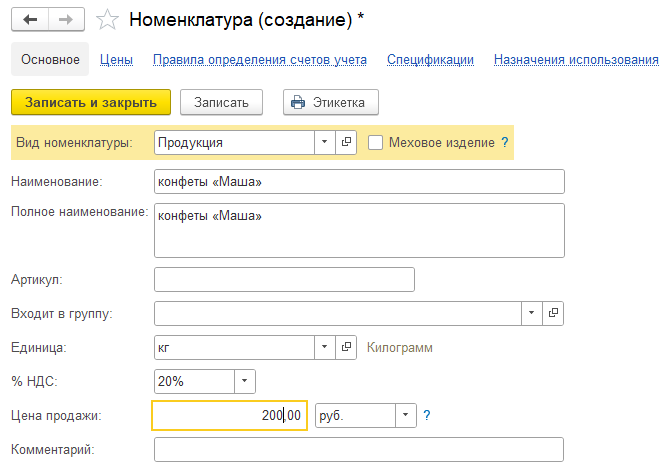 Номенклатура (создание) *
Основное Цены Правила определения счетов учета Спецификации Назначения использования
Записать и закрыть Записать Этикетка
Вид номенклатуры: Продукция Меховое изделие ?
Наименование: конфеты «Маша»
Полное наименование: конфеты «Маша»
Артикул:
Входит в группу:
Единица: кг Килограмм
% НДС: 20%
Цена продажи: 200,00 руб. ?
Комментарий: